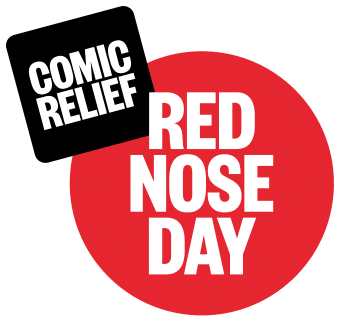 COMIC
RELIEF
RED
NOSE
DAY